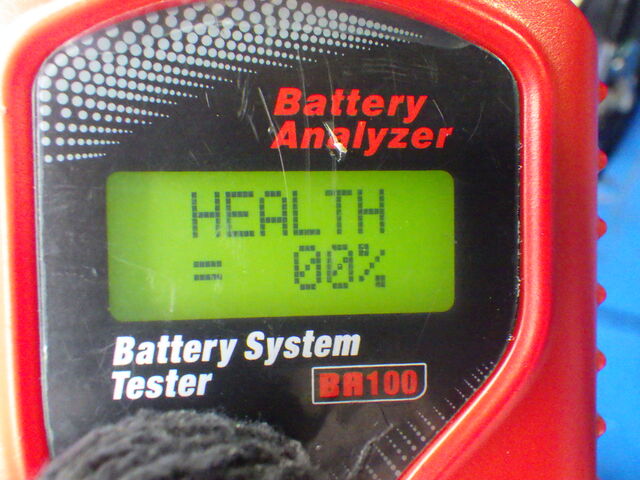 Battery
Analyzer
HEALTH
= 00%
Battery System
Tester BA100